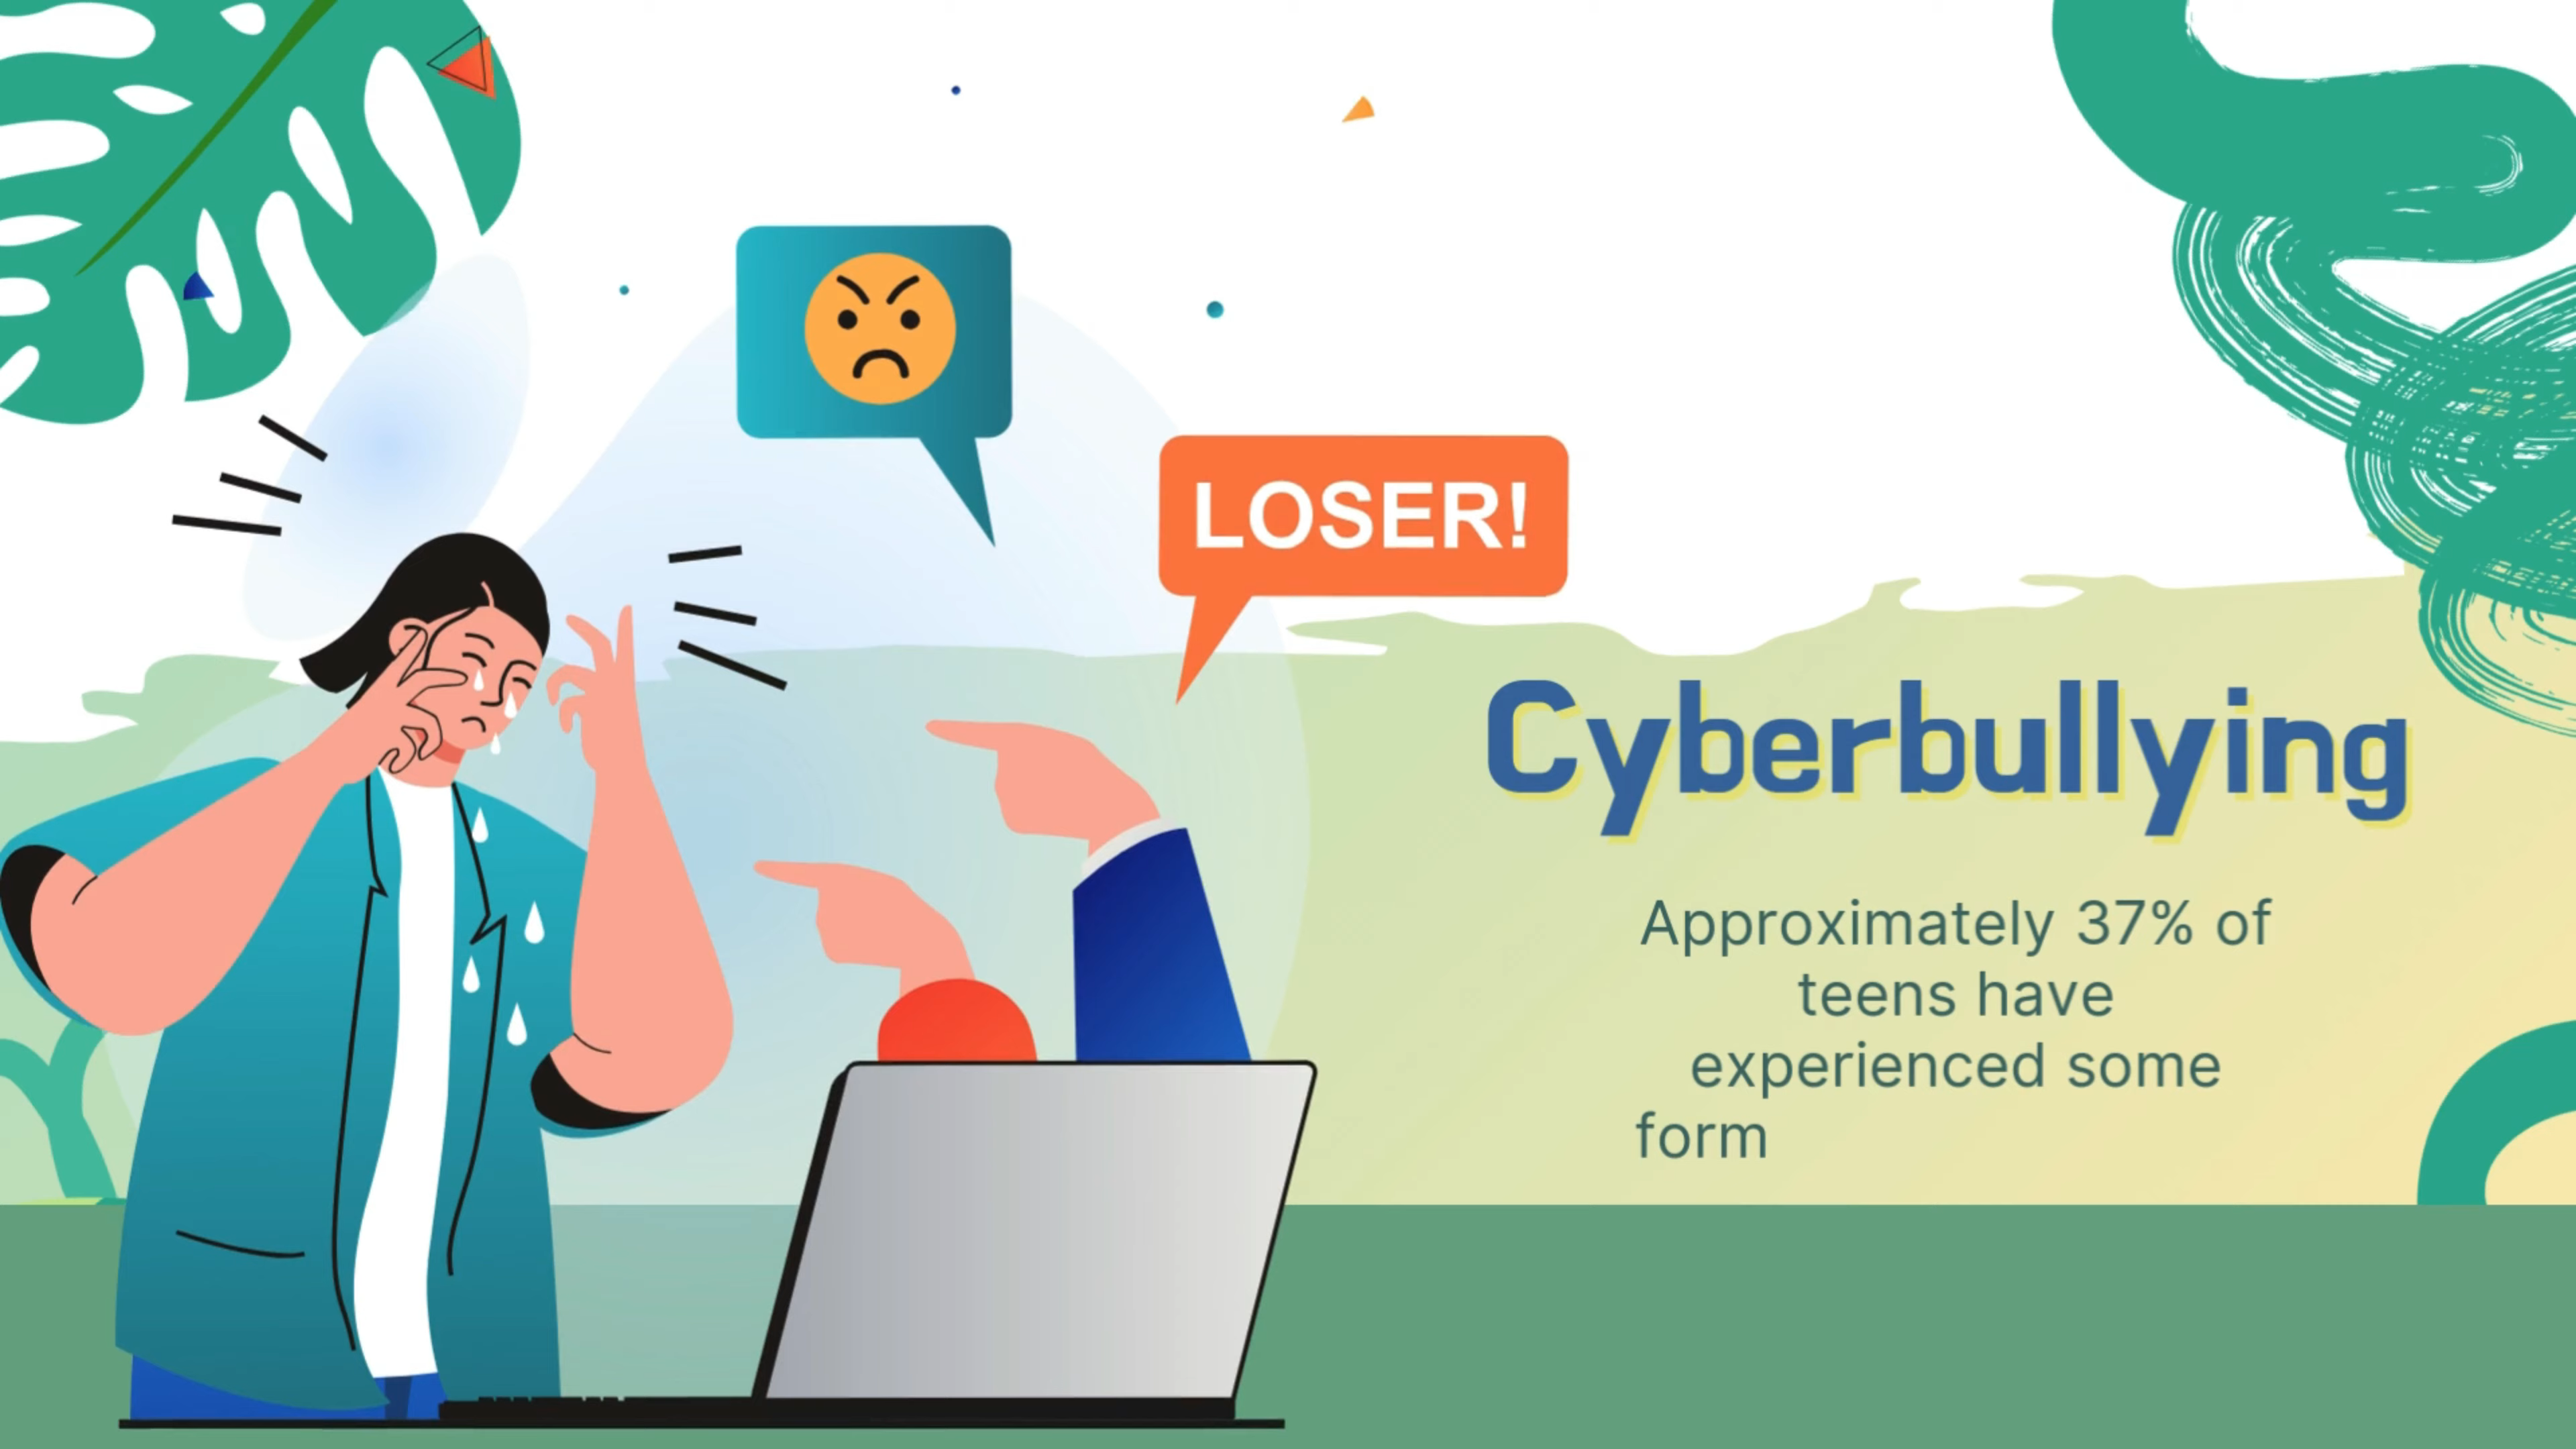 LOSER!
Cyberbullying
Approximately 37% of
teens have
experienced some
form